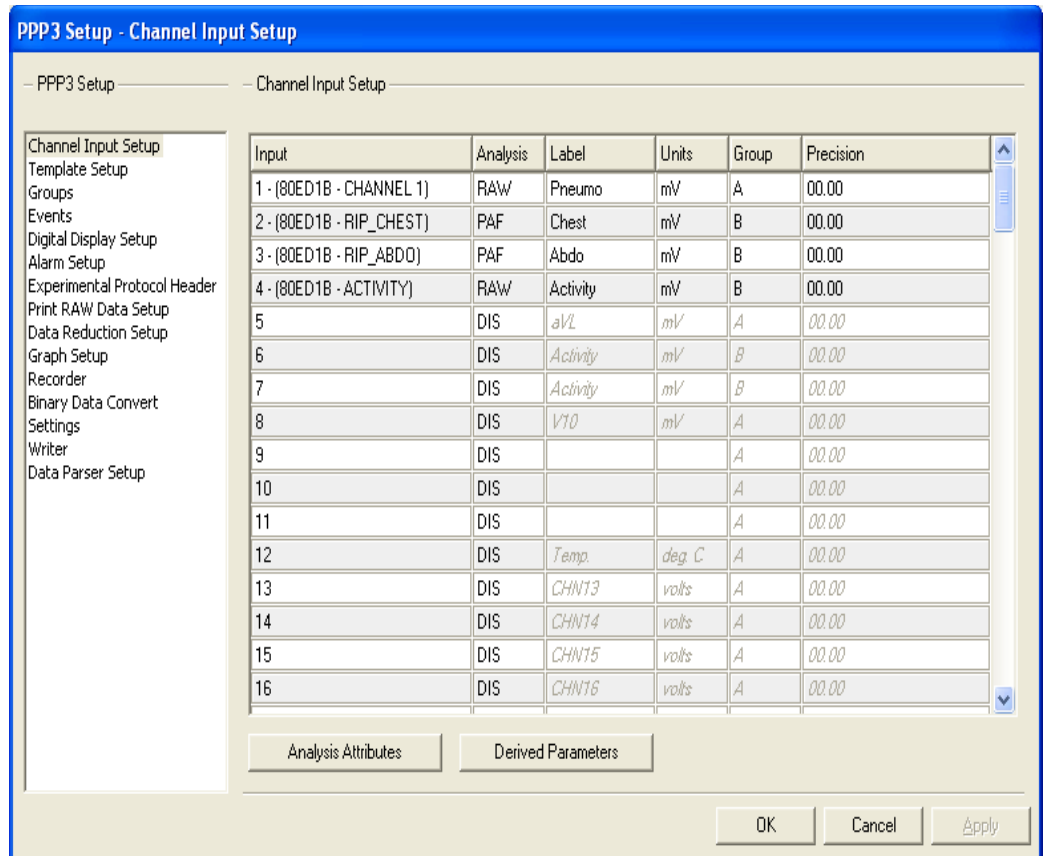 PPP3 Setup - Channel Input Setup
PPP3 Setup
Channel Input Setup
Template Setup
Groups
Events
Digital Display Setup
Alarm Setup
Experimental Protocol Header
Print RAW Data Setup
Data Reduction Setup
Graph Setup
Recorder
Binary Data Convert
Settings
Writer
Data Parser Setup
Channel Input Setup
Input Analysis Label Units Group Precision
1 - (80ED1B - CHANNEL 1) RAW Pneumo mV A 00.00
2 - (80ED1B - RIP_CHEST) PAF Chest mV B 00.00
3 - (80ED1B - RIP_ABDO) PAF Abdo mV B 00.00
4 - (80ED1B - ACTIVITY) RAW Activity mV B 00.00
5 DIS aVL mV A 00.00
6 DIS Activity mV B 00.00
7 DIS Activity mV B 00.00
8 DIS V10 mV A 00.00
9 DIS A 00.00
10 DIS A 00.00
11 DIS A 00.00
12 DIS Temp. deg. C A 00.00
13 DIS CHN13 volts A 00.00
14 DIS CHN14 volts A 00.00
15 DIS CHN15 volts A 00.00
16 DIS CHN16 volts A 00.00
Analysis Attributes Derived Parameters
OK Cancel Apply